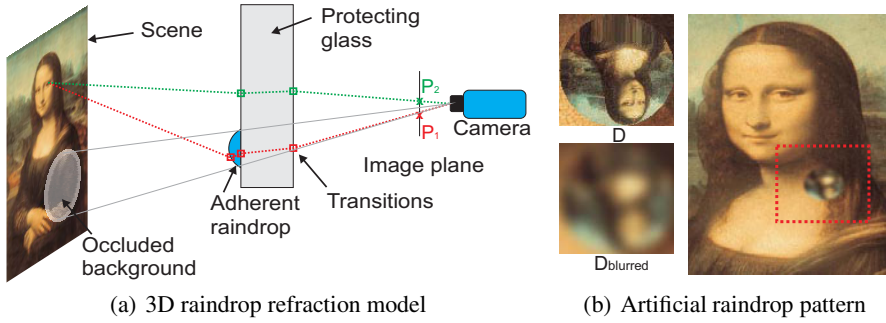 Scene
Protecting
glass
P₂
P₁
Camera
Image plane
Adherent
raindrop
Transitions
Occluded
background
(a) 3D raindrop refraction model
D
Dblurred
(b) Artificial raindrop pattern